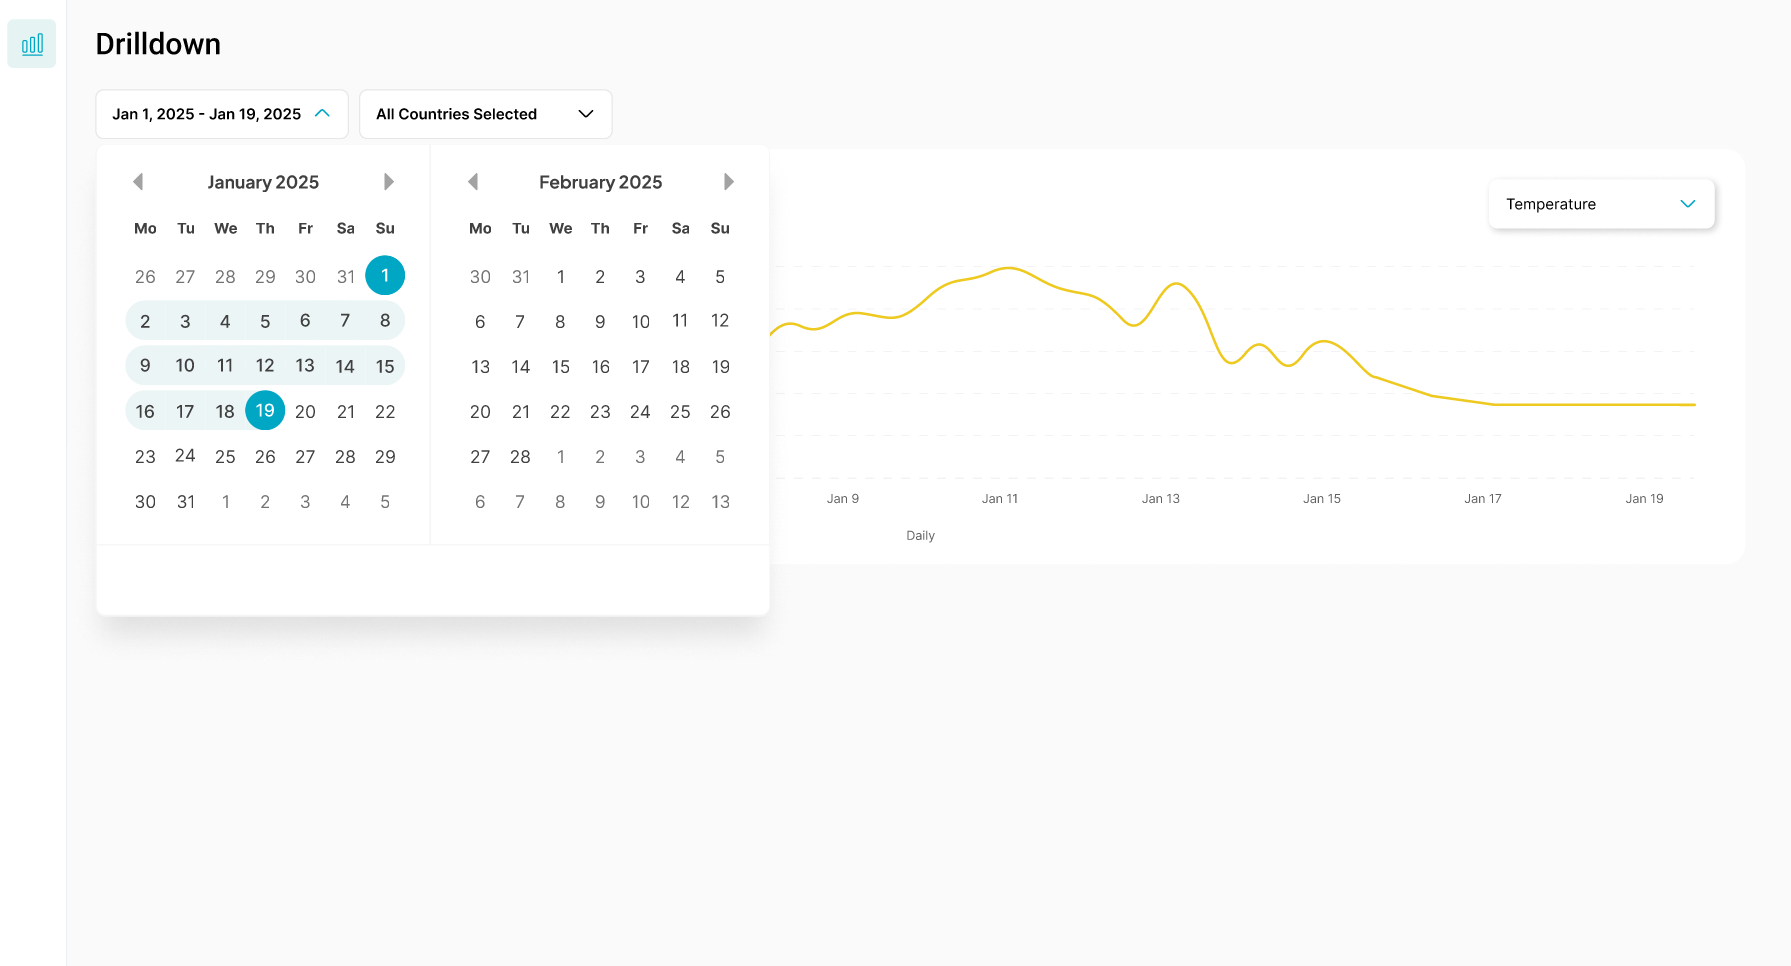 Drilldown
Jan 1, 2025 - Jan 19, 2025
All Countries Selected
January 2025
Mo Tu We Th Fr Sa Su
26 27 28 29 30 31 1
2 3 4 5 6 7 8
9 10 11 12 13 14 15
16 17 18 19 20 21 22
23 24 25 26 27 28 29
30 31 1 2 3 4 5
February 2025
Mo Tu We Th Fr Sa Su
30 31 1 2 3 4 5
6 7 8 9 10 11 12
13 14 15 16 17 18 19
20 21 22 23 24 25 26
27 28 1 2 3 4 5
6 7 8 9 10 12 13
Temperature
Jan 9 Jan 11 Jan 13 Jan 15 Jan 17 Jan 19
Daily